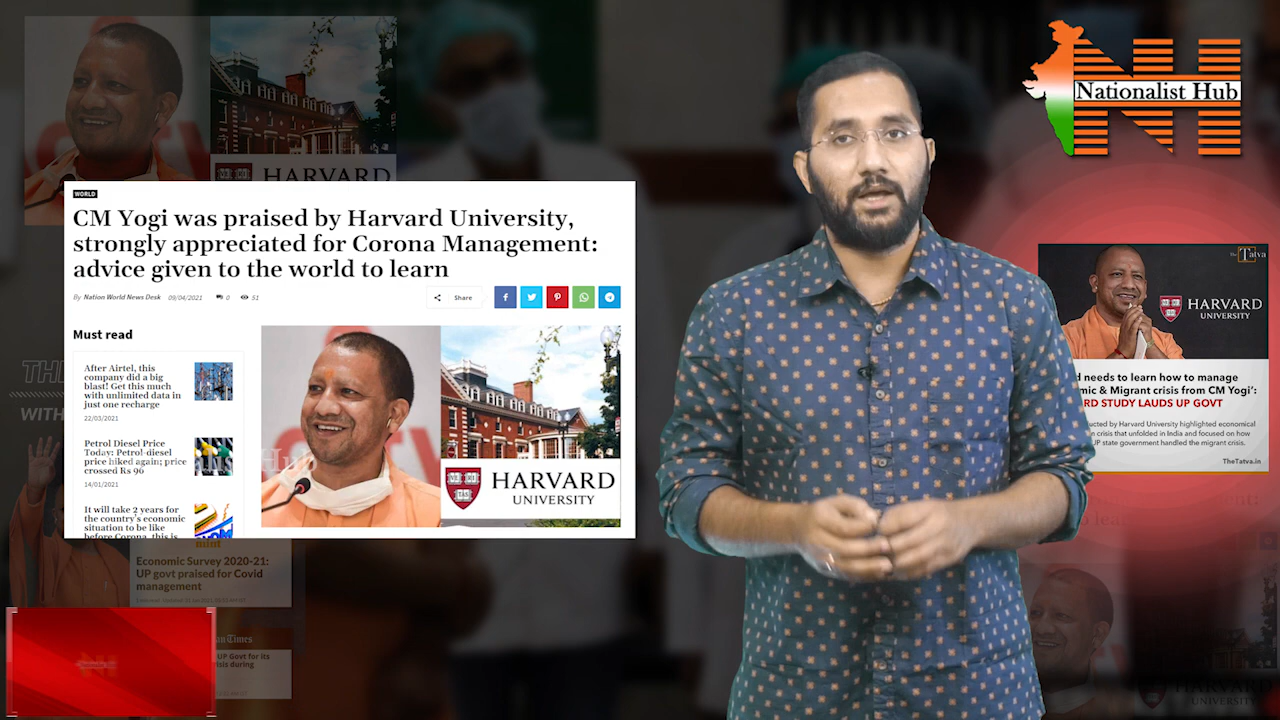 HARVARD
Nationalist Hub
WORLD
CM Yogi was praised by Harvard University,
strongly appreciated for Corona Management:
advice given to the world to learn
By Nation World News Desk 09/04/2021 0 51
Share
Must read
After Airtel, this
company did a big
blast! Get this much
with unlimited data in
just one recharge
22/03/2021
Petrol Diesel Price
Today: Petrol-diesel
price hiked again; price
crossed Rs 96
14/01/2021
It will take 2 years for
the country's economic
situation to be like
before Corona, this is
HARVARD
UNIVERSITY
The Tatva
HARVARD
UNIVERSITY
d needs to learn how to manage
mic & Migrant crisis from CM Yogi':
RD STUDY LAUDS UP GOVT
ucted by Harvard University highlighted economical
n crisis that unfolded in India and focused on how
UP state government handled the migrant crisis.
TheTatva.in
THE
WITH
Economic Survey 2020-21:
UP govt praised for Covid
management
an Times
UP Govt for its
isis during
HARVARD
UNIVERSITY